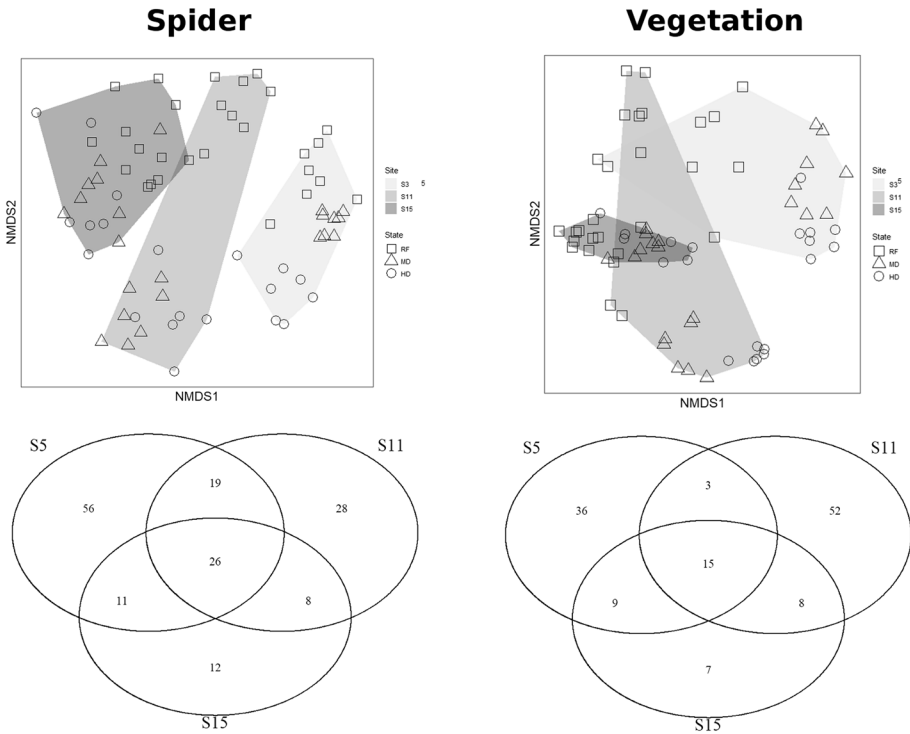 Spider
Vegetation
NMDS2
NMDS1
Site
S3 5
S11
S15
State
RF
MD
HD
NMDS2
NMDS1
Site
S3 5
S11
S15
State
RF
MD
HD
S5
S11
19
56
28
26
11
8
12
S15
S5
S11
3
36
52
15
9
8
7
S15